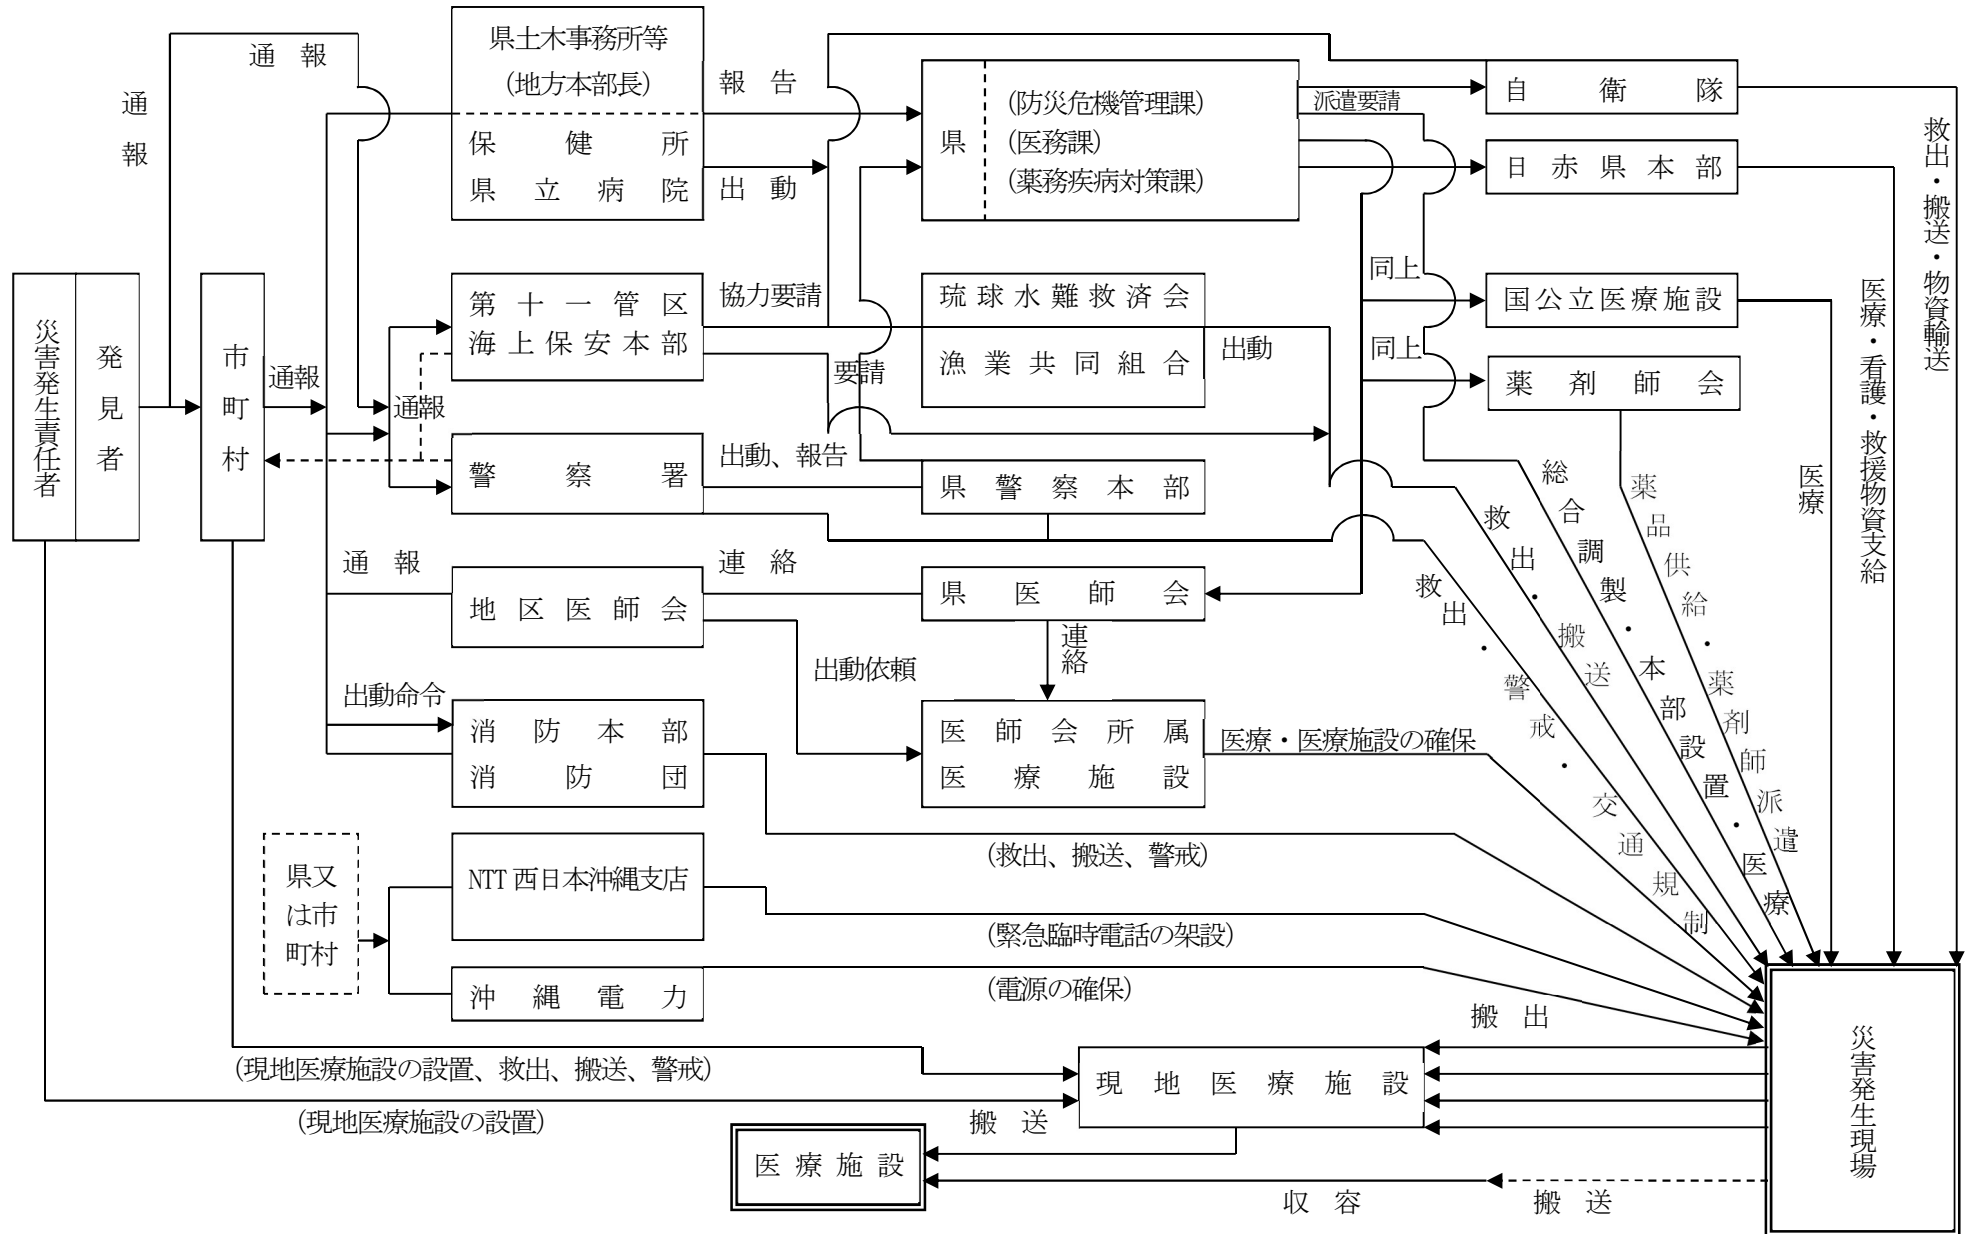 通報
通報
県土木事務所等
(地方本部長)
保健所
県立病院
報告
出動
県
(防災危機管理課)
(医務課)
(薬務疾病対策課)
派遣要請
自衛隊
日赤県本部
救出・搬送・物資輸送
災害発生責任者
発見者
市町村
通報
通報
第十一管区
海上保安本部
協力要請
要請
琉球水難救済会
漁業共同組合
出動
同上
国公立医療施設
同上
薬剤師会
医療・看護・救援物資支給
医療
警察署
出動、報告
県警察本部
通報
地区医師会
連絡
県医師会
連絡
出動依頼
出動命令
消防本部
消防団
医師会所属
医療施設
医療・医療施設の確保
(救出、搬送、警戒)
救出・警戒・交通規制
救出・搬送
総合調製・本部設置・医療
薬品供給・薬剤師派遣
県又
は市
町村
NTT西日本沖縄支店
(緊急臨時電話の架設)
沖縄電力
(電源の確保)
(現地医療施設の設置、救出、搬送、警戒)
(現地医療施設の設置)
搬出
現地医療施設
搬送
医療施設
収容
搬送
災害発生現場